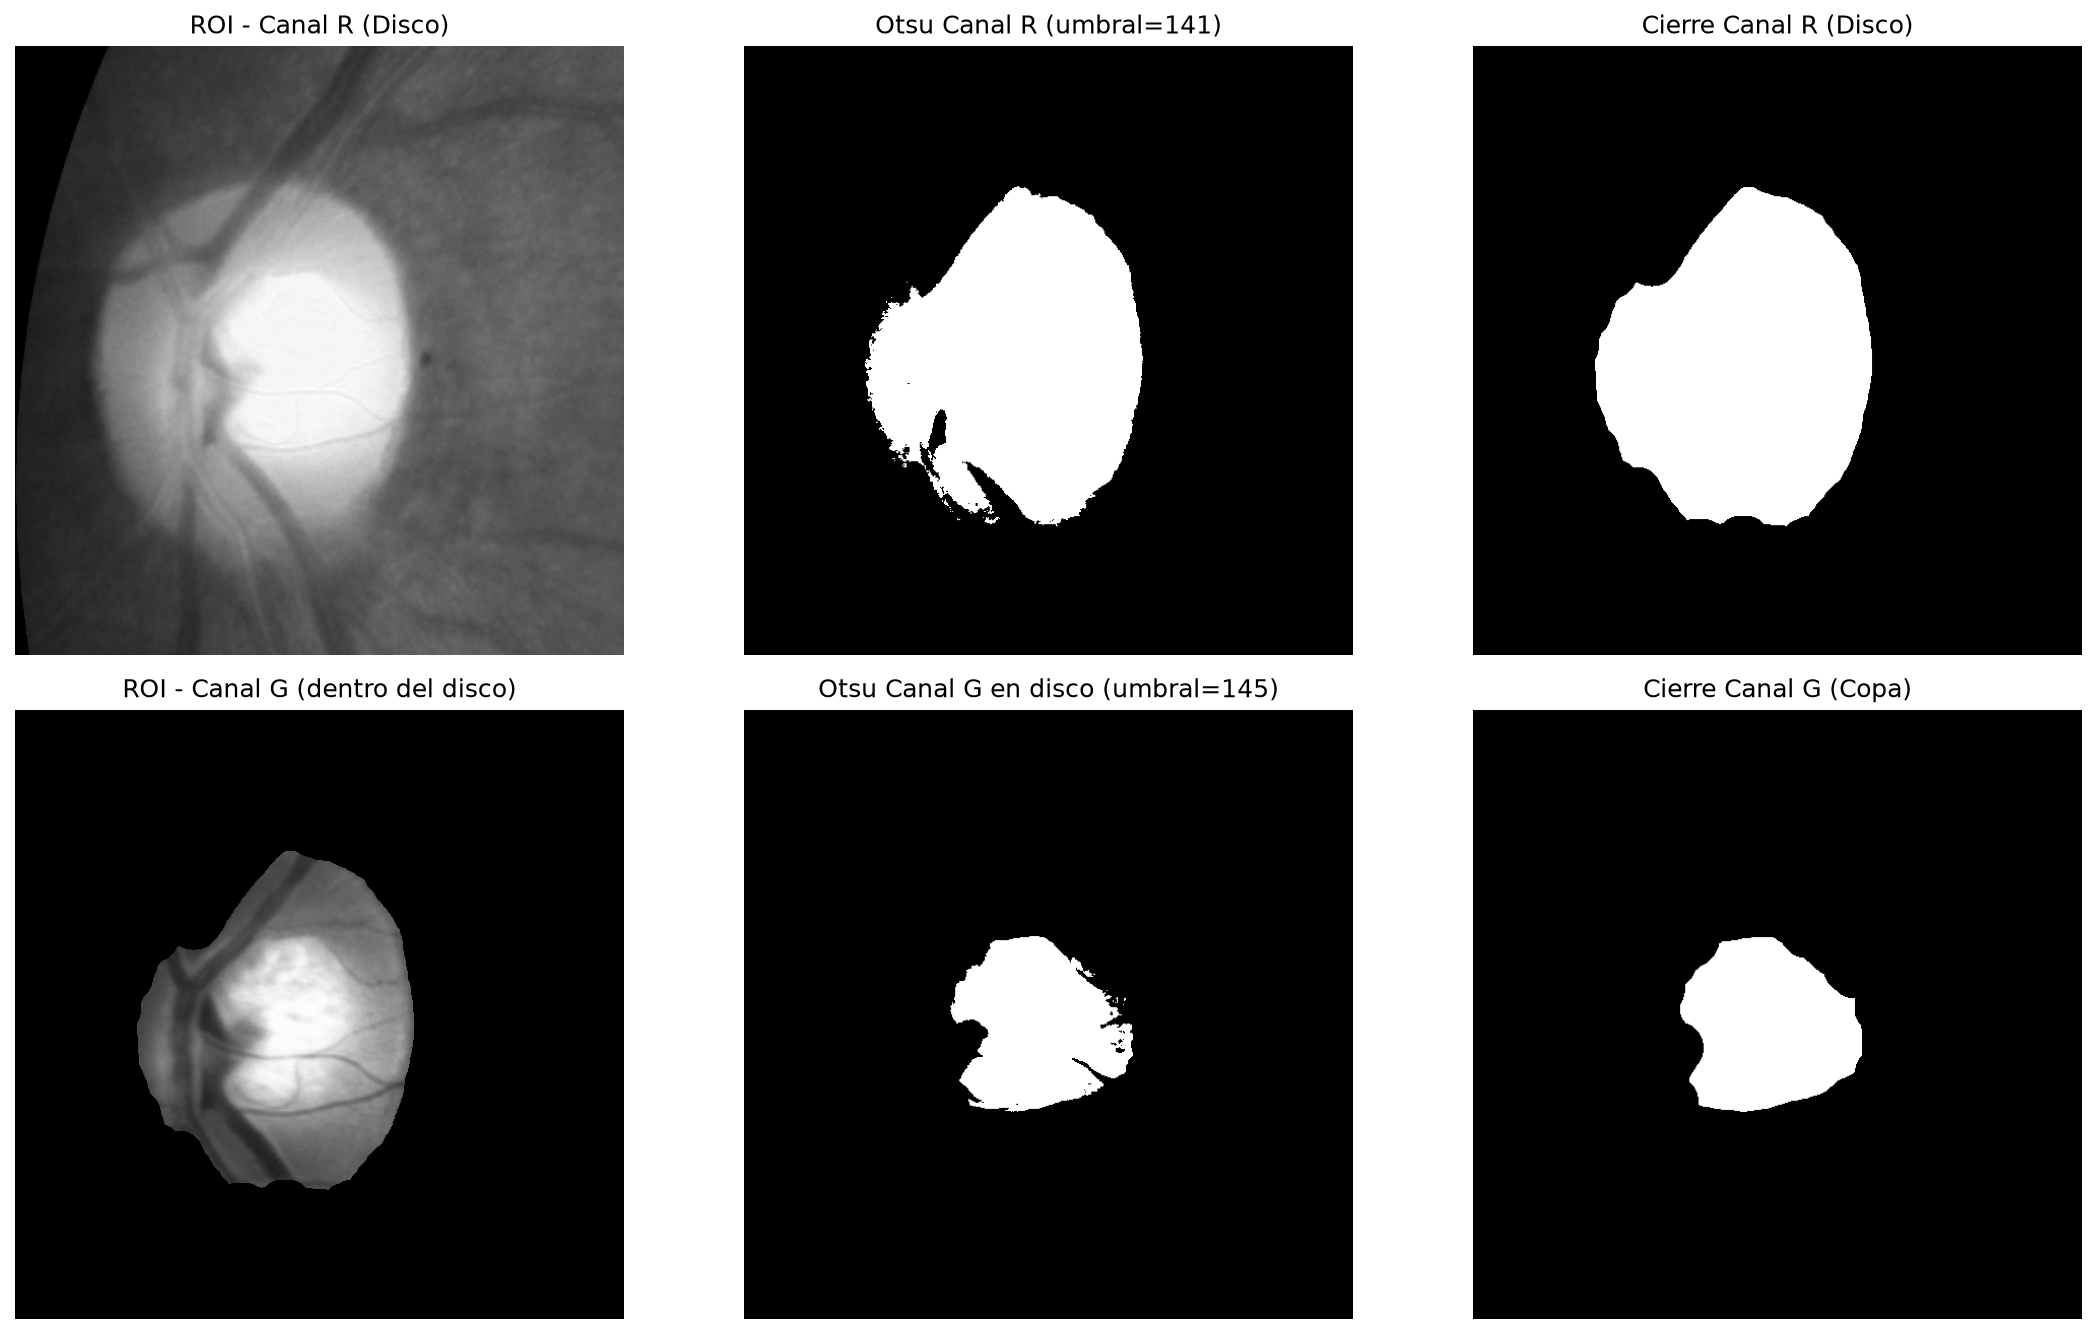 ROI - Canal R (Disco)
Otsu Canal R (umbral=141)
Cierre Canal R (Disco)
ROI - Canal G (dentro del disco)
Otsu Canal G en disco (umbral=145)
Cierre Canal G (Copa)